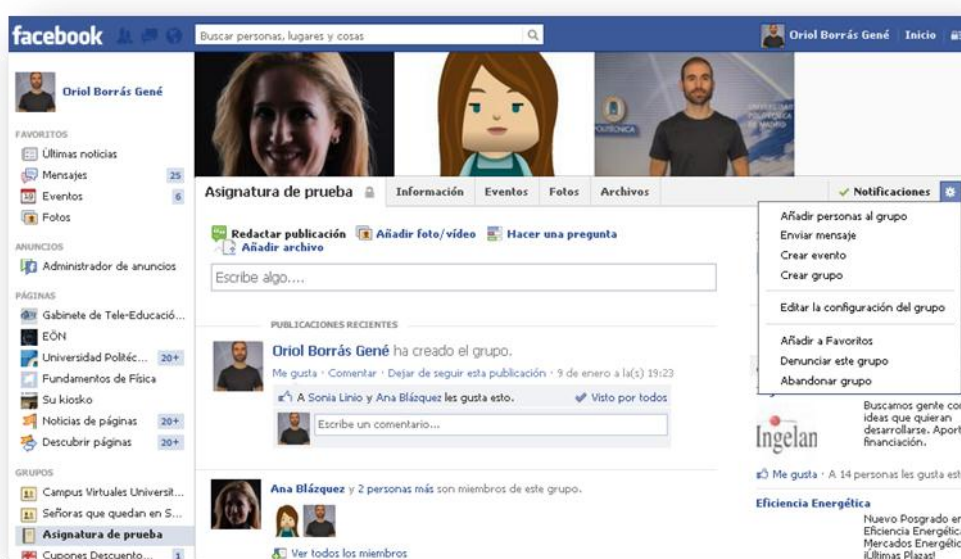 facebook
Buscar personas, lugares y cosas
Oriol Borrás Gené
Inicio
Oriol Borrás Gené
FAVORITOS
Últimas noticias
Mensajes 25
Eventos 6
Fotos
ANUNCIOS
Administrador de anuncios
PÁGINAS
Gabinete de Tele-Educació...
EÖN
Universidad Politéc... 20+
Fundamentos de Física
Su kiosko
Noticias de páginas 20+
Descubrir páginas 20+
GRUPOS
Campus Virtuales Universit...
Señoras que quedan en S...
Asignatura de prueba
Cupones Descuento... 1
POLITÉCNICA
UNIVERSIDAD
POLITÉCNICA
DE MADRID
Asignatura de prueba
Información
Eventos
Fotos
Archivos
Notificaciones
Redactar publicación
Añadir foto/vídeo
Hacer una pregunta
Añadir archivo
Escribe algo....
PUBLICACIONES RECIENTES
Oriol Borrás Gené ha creado el grupo.
Me gusta · Comentar · Dejar de seguir esta publicación · 9 de enero a la(s) 19:23
A Sonia Linio y Ana Blázquez les gusta esto.
Visto por todos
Escribe un comentario...
Ana Blázquez y 2 personas más son miembros de este grupo.
Ver todos los miembros
Añadir personas al grupo
Enviar mensaje
Crear evento
Crear grupo
Editar la configuración del grupo
Añadir a Favoritos
Denunciar este grupo
Abandonar grupo
Ingelan
Buscamos gente con
ideas que quieran
desarrollarse. Aport
financiación.
Me gusta · A 14 personas les gusta est
Eficiencia Energética
Nuevo Posgrado en
Eficiencia Energética
Mercados Energétic
¡Últimas Plazas!